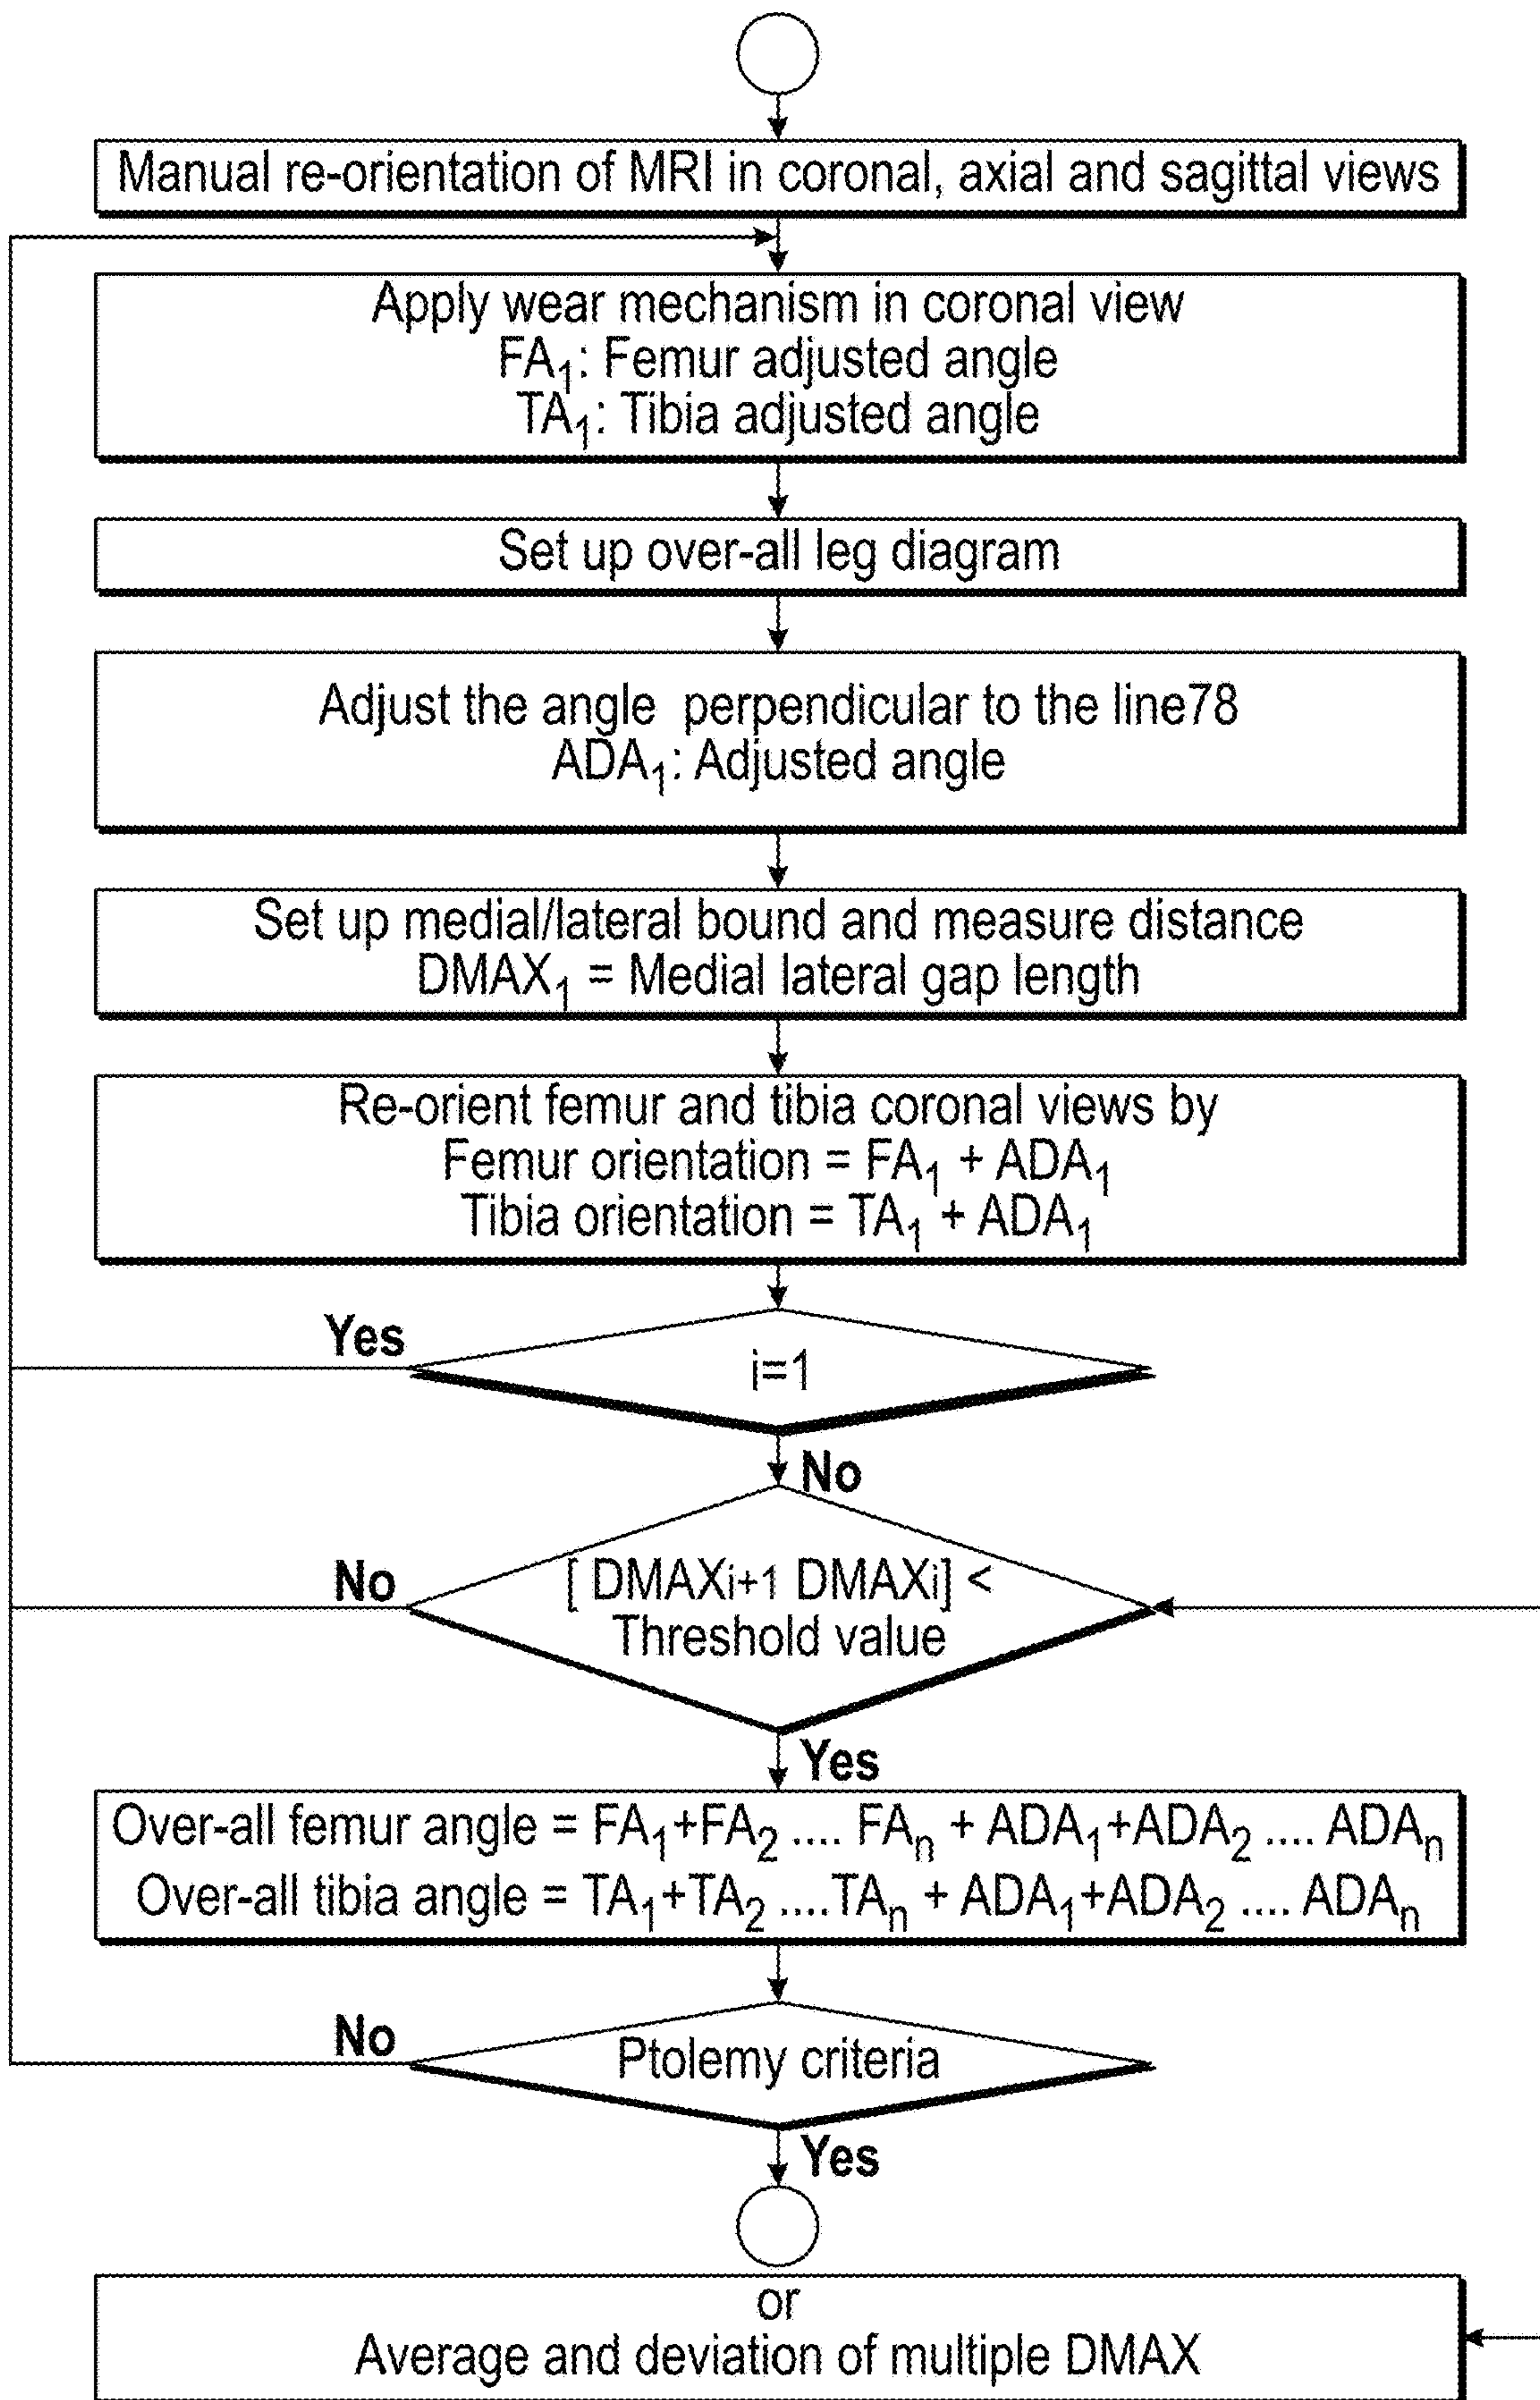 Manual re-orientation of MRI in coronal, axial and sagittal views
Apply wear mechanism in coronal view
FA₁: Femur adjusted angle
TA₁: Tibia adjusted angle
Set up over-all leg diagram
Adjust the angle perpendicular to the line78
ADA₁: Adjusted angle
Set up medial/lateral bound and measure distance
DMAX₁ = Medial lateral gap length
Re-orient femur and tibia coronal views by
Femur orientation = FA₁ + ADA₁
Tibia orientation = TA₁ + ADA₁
Yes
i=1
No
No
[ DMAXi+1 DMAXi] <
Threshold value
Yes
Over-all femur angle = FA₁+FA₂ .... FAₙ + ADA₁+ADA₂ .... ADAₙ
Over-all tibia angle = TA₁+TA₂ ....TAₙ + ADA₁+ADA₂ .... ADAₙ
No
Ptolemy criteria
Yes
or
Average and deviation of multiple DMAX